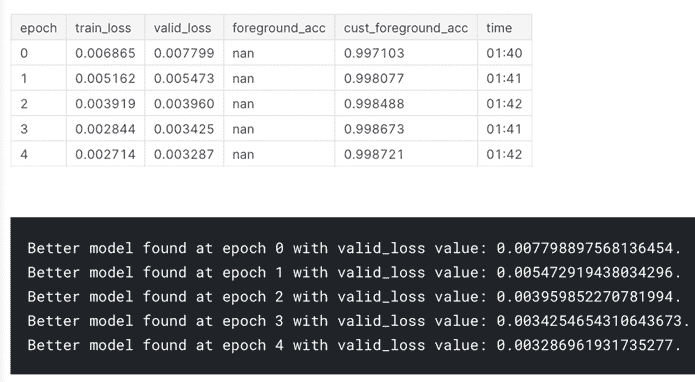 epoch train_loss valid_loss foreground_acc cust_foreground_acc time
0 0.006865 0.007799 nan 0.997103 01:40
1 0.005162 0.005473 nan 0.998077 01:41
2 0.003919 0.003960 nan 0.998488 01:42
3 0.002844 0.003425 nan 0.998673 01:41
4 0.002714 0.003287 nan 0.998721 01:42
Better model found at epoch 0 with valid_loss value: 0.007798897568136454.
Better model found at epoch 1 with valid_loss value: 0.005472919438034296.
Better model found at epoch 2 with valid_loss value: 0.003959852270781994.
Better model found at epoch 3 with valid_loss value: 0.0034254654310643673.
Better model found at epoch 4 with valid_loss value: 0.003286961931735277.